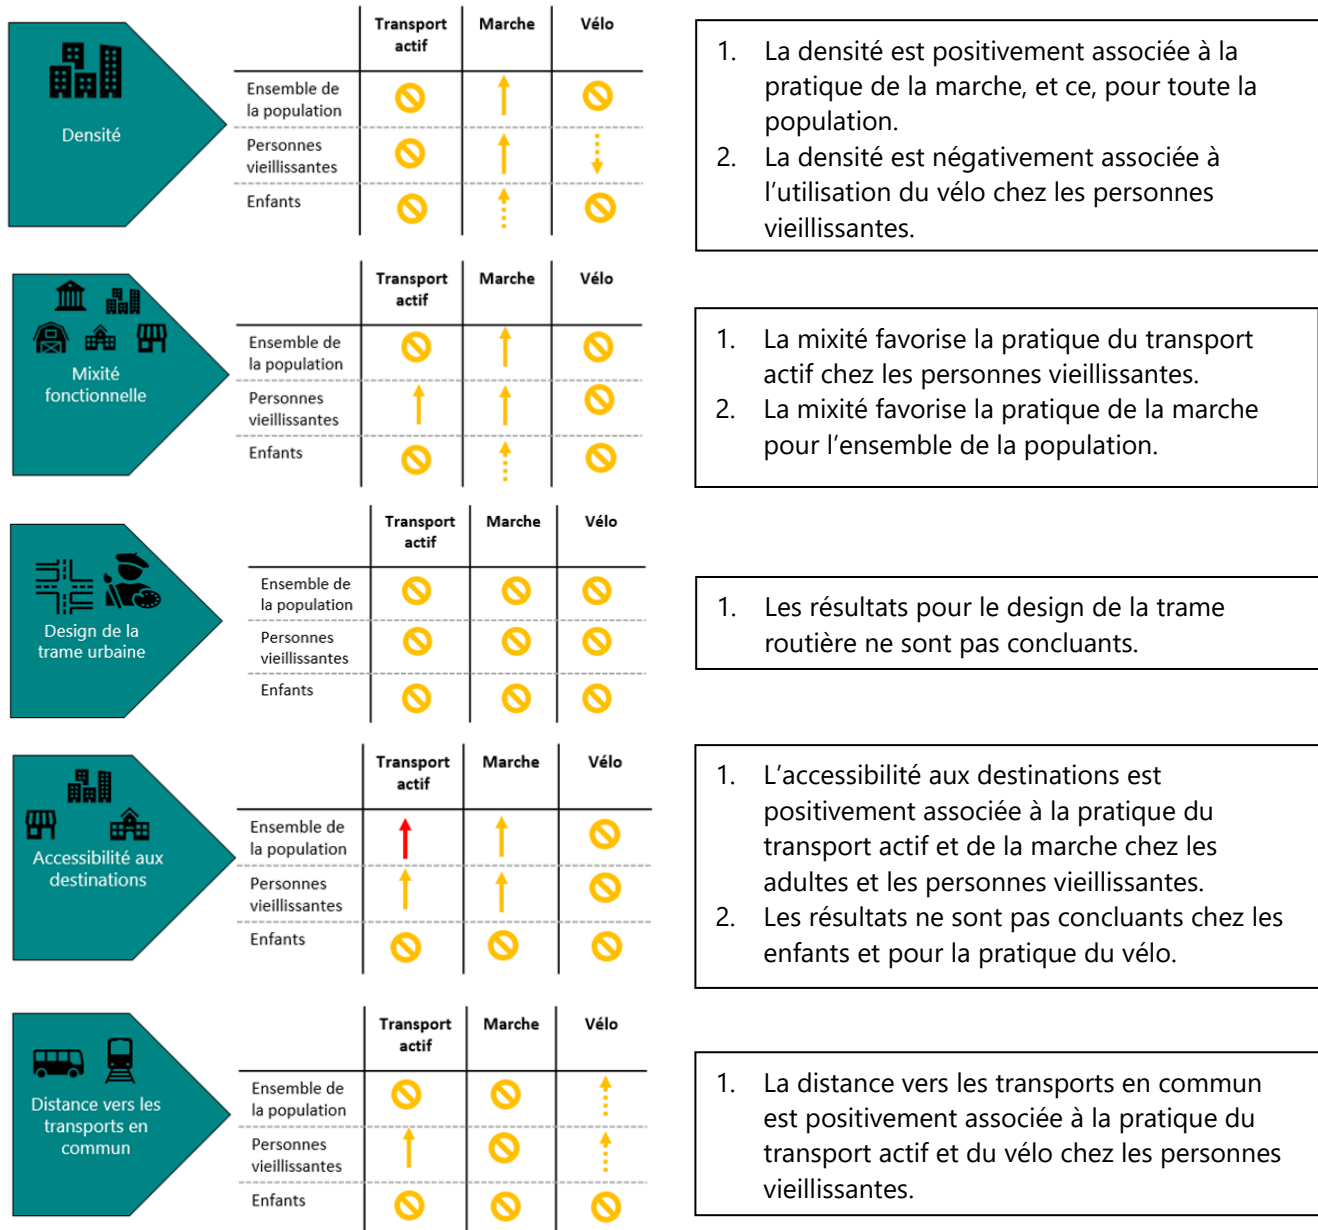 Densité
Transport
actif
Marche
Vélo
Ensemble de
la population
Personnes
vieillissantes
Enfants
1. La densité est positivement associée à la
pratique de la marche, et ce, pour toute la
population.
2. La densité est négativement associée à
l’utilisation du vélo chez les personnes
vieillissantes.
Mixité
fonctionnelle
Transport
actif
Marche
Vélo
Ensemble de
la population
Personnes
vieillissantes
Enfants
1. La mixité favorise la pratique du transport
actif chez les personnes vieillissantes.
2. La mixité favorise la pratique de la marche
pour l’ensemble de la population.
Design de la
trame urbaine
Transport
actif
Marche
Vélo
Ensemble de
la population
Personnes
vieillissantes
Enfants
1. Les résultats pour le design de la trame
routière ne sont pas concluants.
Accessibilité aux
destinations
Transport
actif
Marche
Vélo
Ensemble de
la population
Personnes
vieillissantes
Enfants
1. L’accessibilité aux destinations est
positivement associée à la pratique du
transport actif et de la marche chez les
adultes et les personnes vieillissantes.
2. Les résultats ne sont pas concluants chez les
enfants et pour la pratique du vélo.
Distance vers les
transports en
commun
Transport
actif
Marche
Vélo
Ensemble de
la population
Personnes
vieillissantes
Enfants
1. La distance vers les transports en commun
est positivement associée à la pratique du
transport actif et du vélo chez les personnes
vieillissantes.